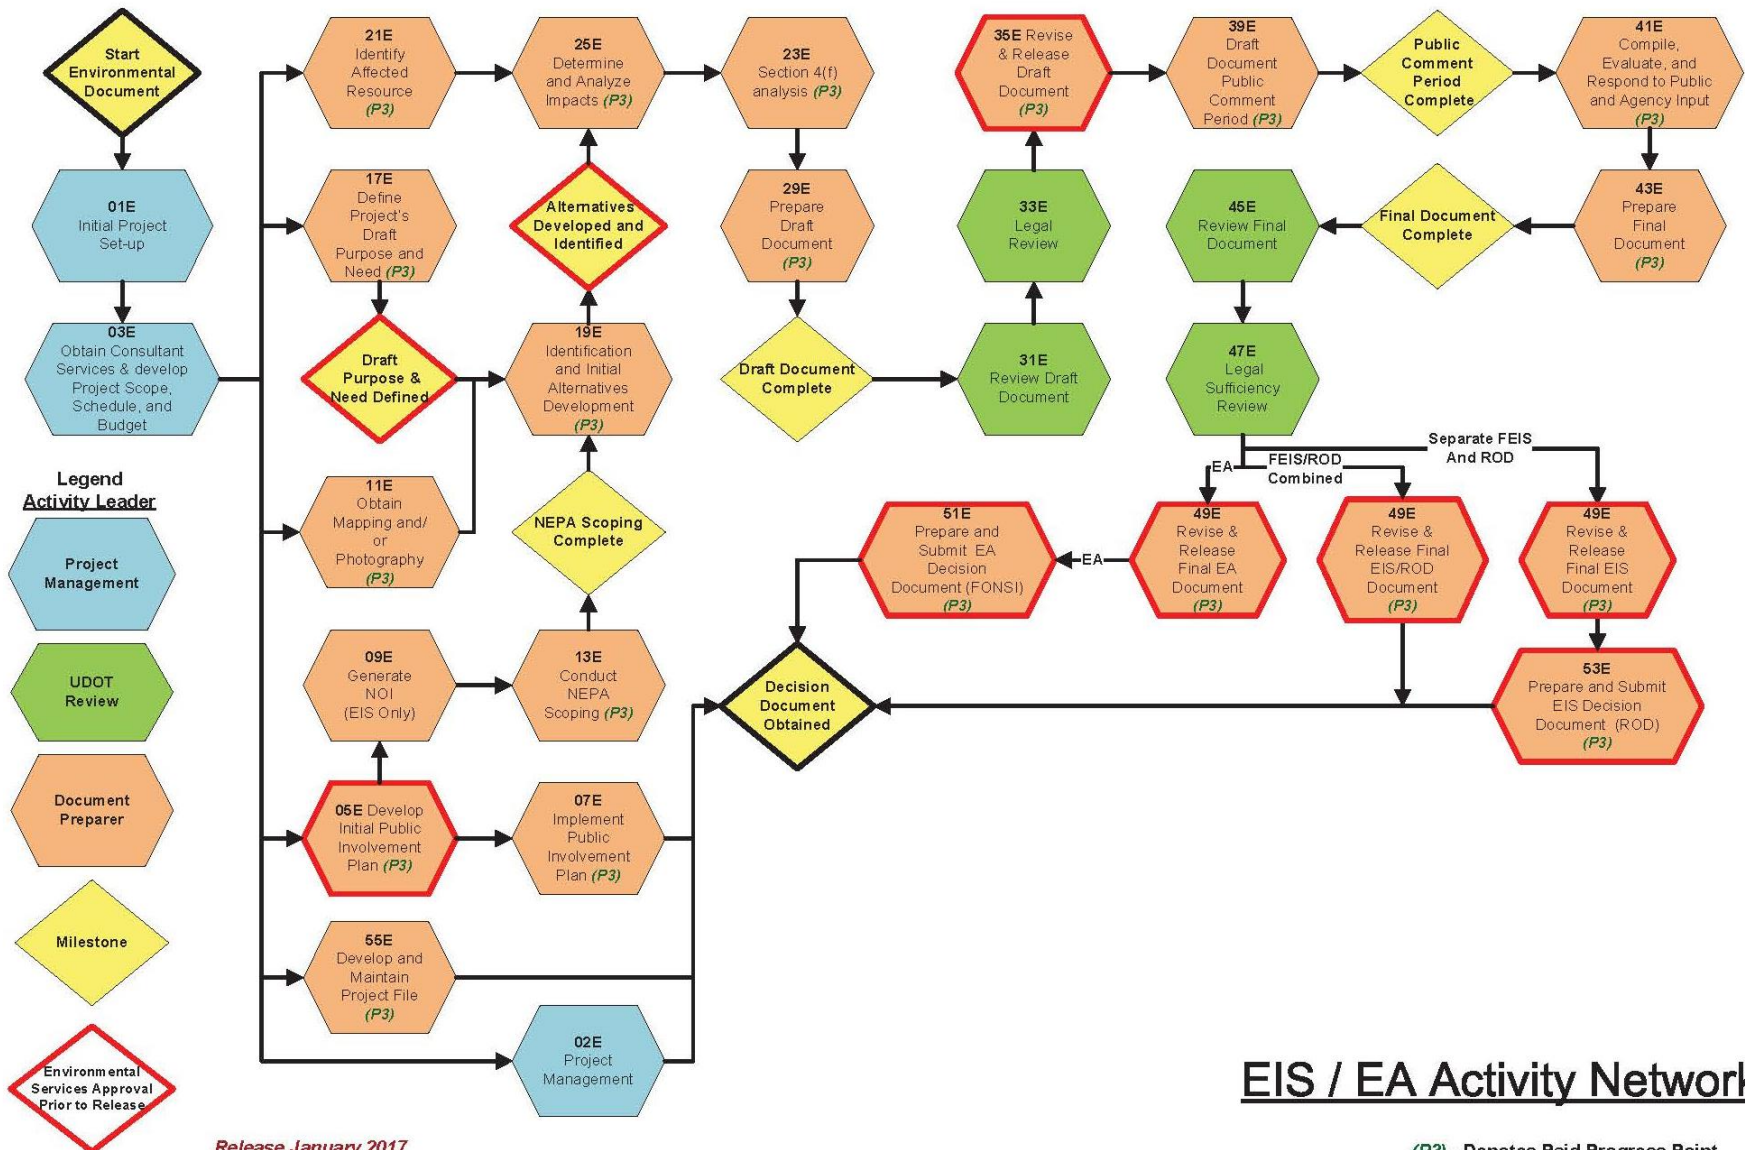 Start
Environmental
Document
01E
Initial Project
Set-up
03E
Obtain Consultant
Services & develop
Project Scope,
Schedule, and
Budget
Legend
Activity Leader
Project
Management
UDOT
Review
Document
Preparer
Milestone
Environmental
Services Approval
Prior to Release
21E
Identify
Affected
Resource
(P3)
25E
Determine
and Analyze
Impacts (P3)
23E
Section 4(f)
analysis (P3)
17E
Define
Project's
Draft
Purpose and
Need (P3)
Alternatives
Developed and
Identified
29E
Prepare
Draft
Document
(P3)
Draft
Purpose &
Need Defined
19E
Identification
and Initial
Alternatives
Development
(P3)
Draft Document
Complete
11E
Obtain
Mapping and/
or
Photography
(P3)
NEPA Scoping
Complete
09E
Generate
NOI
(EIS Only)
13E
Conduct
NEPA
Scoping (P3)
05E Develop
Initial Public
Involvement
Plan (P3)
07E
Implement
Public
Involvement
Plan (P3)
55E
Develop and
Maintain
Project File
(P3)
02E
Project
Management
35E Revise
& Release
Draft
Document
(P3)
39E
Draft
Document
Public
Comment
Period (P3)
Public
Comment
Period
Complete
41E
Compile,
Evaluate, and
Respond to Public
and Agency Input
(P3)
33E
Legal
Review
45E
Review Final
Document
Final Document
Complete
43E
Prepare
Final
Document
(P3)
31E
Review Draft
Document
47E
Legal
Sufficiency
Review
EA
FEIS/ROD
Combined
Separate FEIS
And ROD
51E
Prepare and
Submit EA
Decision
Document (FONSI)
(P3)
EA
49E
Revise &
Release
Final EA
Document
(P3)
49E
Revise &
Release Final
EIS/ROD
Document
(P3)
49E
Revise &
Release
Final EIS
Document
(P3)
Decision
Document
Obtained
53E
Prepare and Submit
EIS Decision
Document (ROD)
(P3)
EIS / EA Activity Network
Release January 2017
(P3) Denotes Paid Progress Point